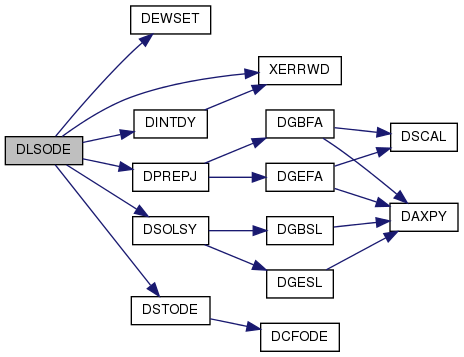 DEWSET
XERRWD
DINTDY
DGBFA
DSCAL
DLSODE
DPREPJ
DGEFA
DAXPY
DSOLSY
DGBSL
DGESL
DSTODE
DCFODE